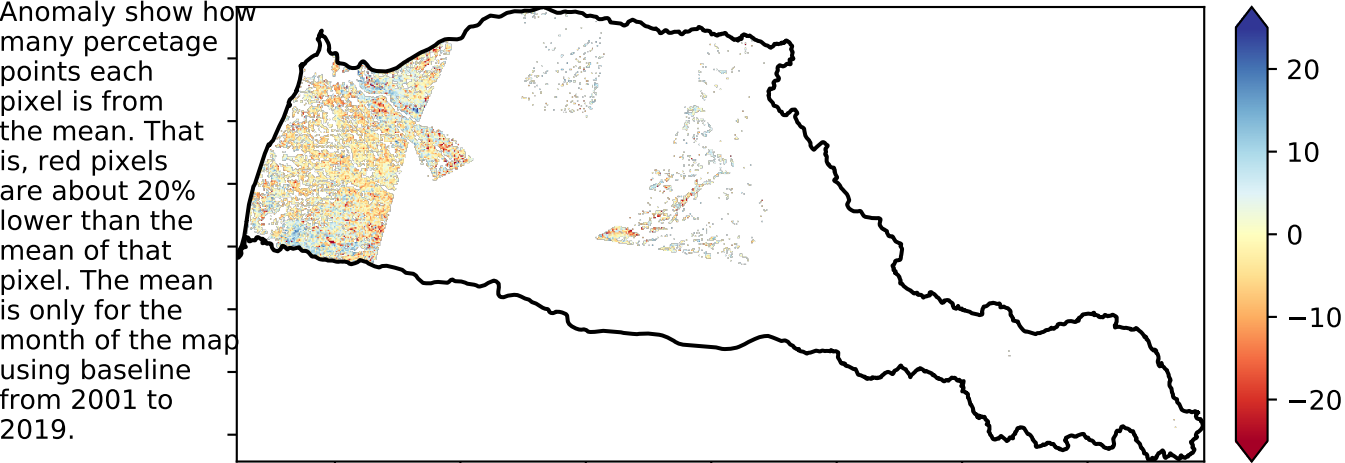 Anomaly show how
many percetage
points each
pixel is from
the mean. That
is, red pixels
are about 20%
lower than the
mean of that
pixel. The mean
is only for the
month of the map
using baseline
from 2001 to
2019.
20
10
0
−10
−20